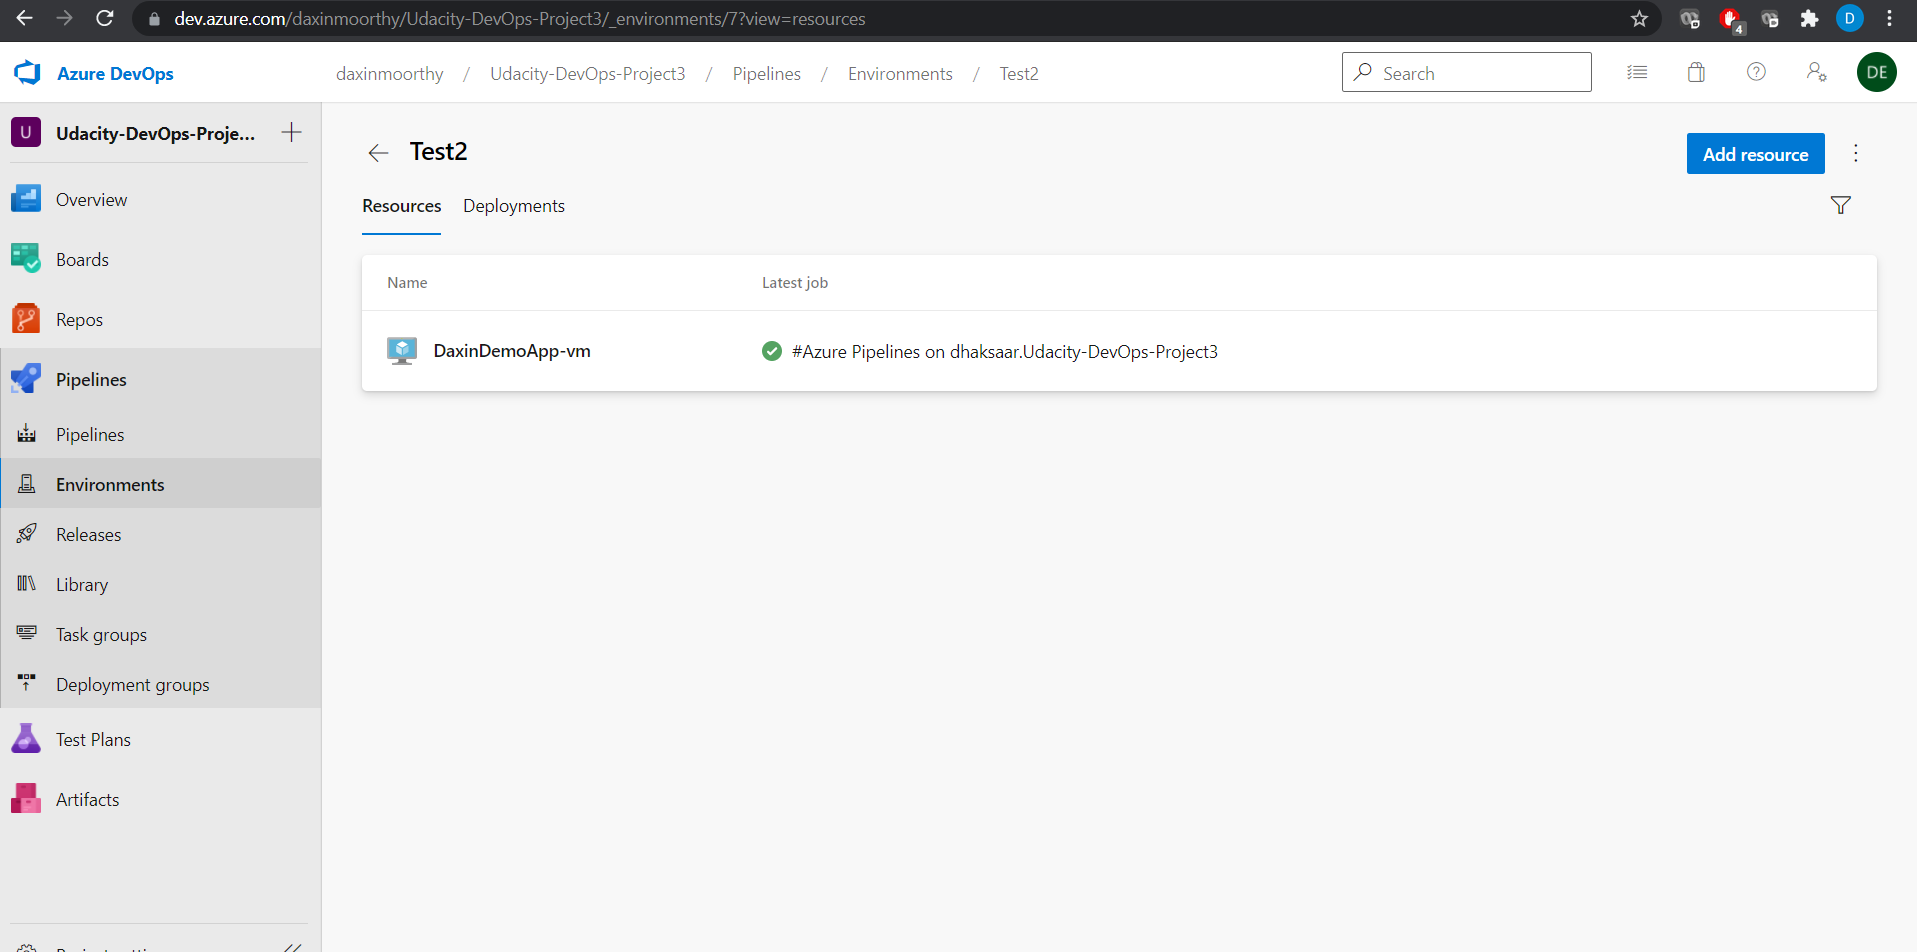 dev.azure.com/daxinmoorthy/Udacity-DevOps-Project3/_environments/7?view=resources
4
D
Azure DevOps
daxinmoorthy / Udacity-DevOps-Project3 / Pipelines / Environments / Test2
Search
DE
U
Udacity-DevOps-Proje...
Test2
Add resource
Overview
Resources
Deployments
Boards
Name
Latest job
Repos
DaxinDemoApp-vm
#Azure Pipelines on dhaksaar.Udacity-DevOps-Project3
Pipelines
Pipelines
Environments
Releases
Library
Task groups
Deployment groups
Test Plans
Artifacts